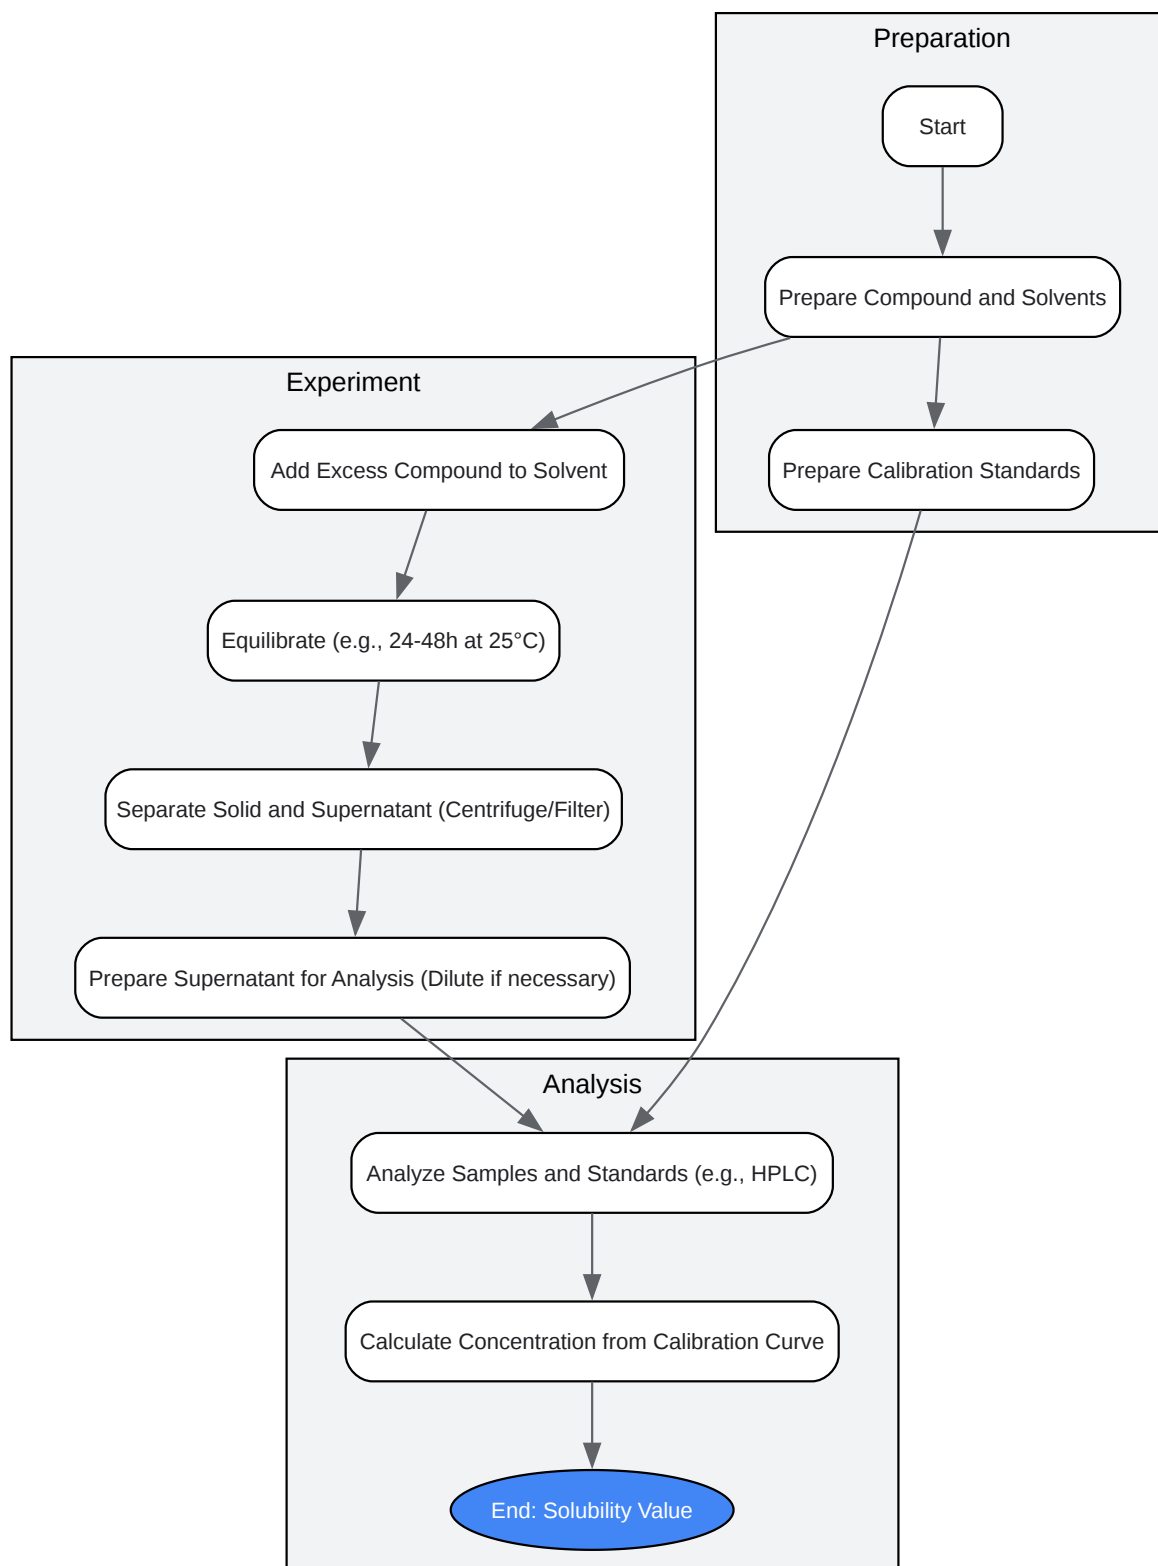 Preparation
Start
Prepare Compound and Solvents
Prepare Calibration Standards
Experiment
Add Excess Compound to Solvent
Equilibrate (e.g., 24-48h at 25°C)
Separate Solid and Supernatant (Centrifuge/Filter)
Prepare Supernatant for Analysis (Dilute if necessary)
Analysis
Analyze Samples and Standards (e.g., HPLC)
Calculate Concentration from Calibration Curve
End: Solubility Value